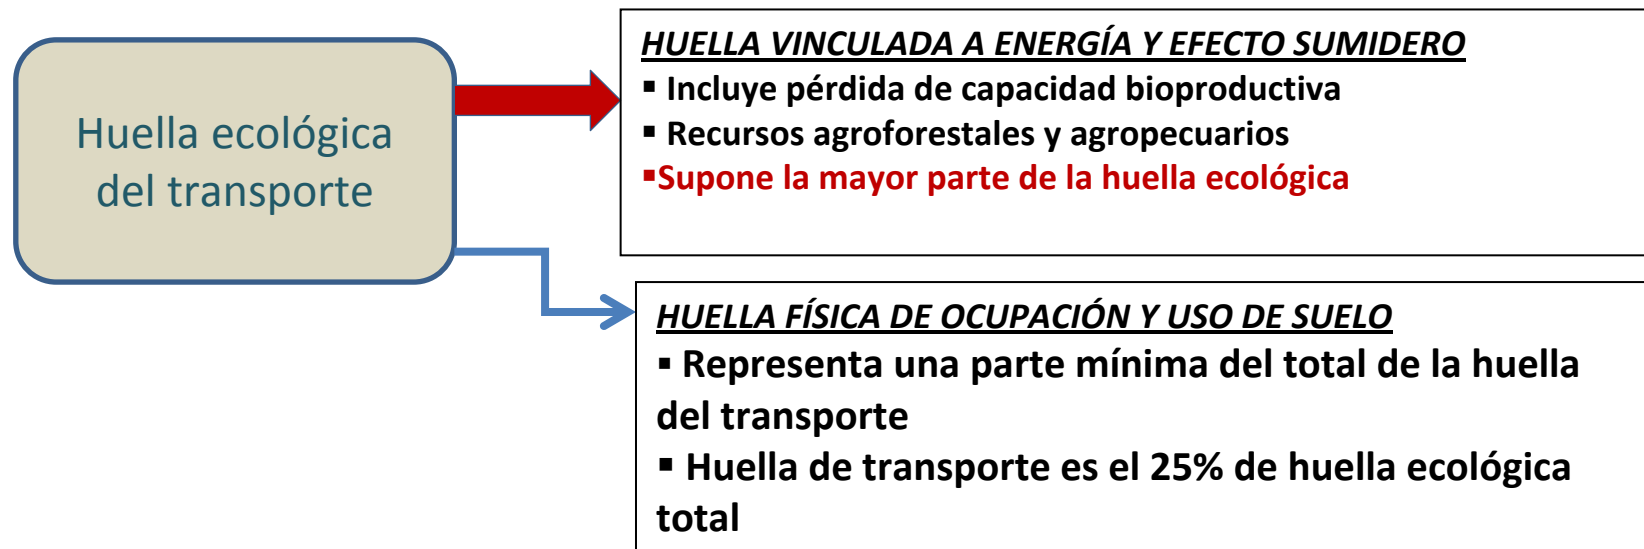 Huella ecológica
del transporte
HUELLA VINCULADA A ENERGÍA Y EFECTO SUMIDERO
▪ Incluye pérdida de capacidad bioproductiva
▪ Recursos agroforestales y agropecuarios
▪Supone la mayor parte de la huella ecológica
HUELLA FÍSICA DE OCUPACIÓN Y USO DE SUELO
▪ Representa una parte mínima del total de la huella
del transporte
▪ Huella de transporte es el 25% de huella ecológica
total